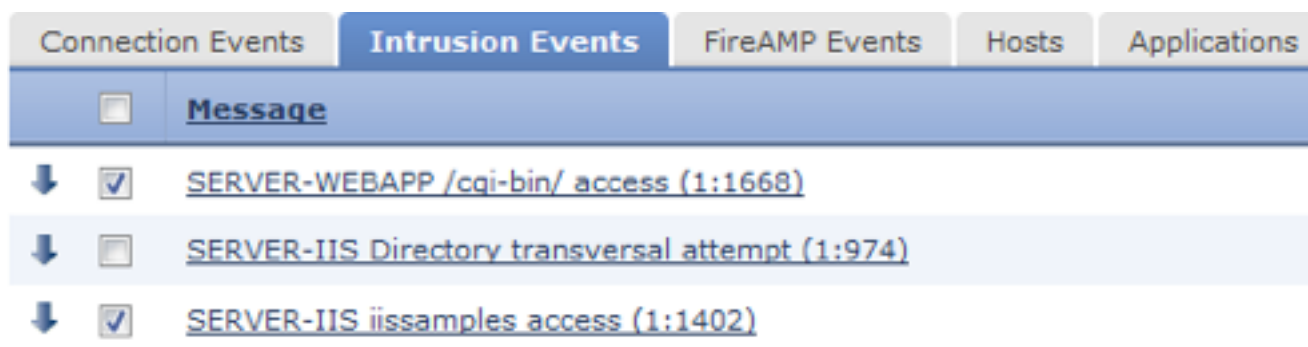 Connection Events Intrusion Events FireAMP Events Hosts Applications
Message
SERVER-WEBAPP /cgi-bin/ access (1:1668)
SERVER-IIS Directory transversal attempt (1:974)
SERVER-IIS iissamples access (1:1402)